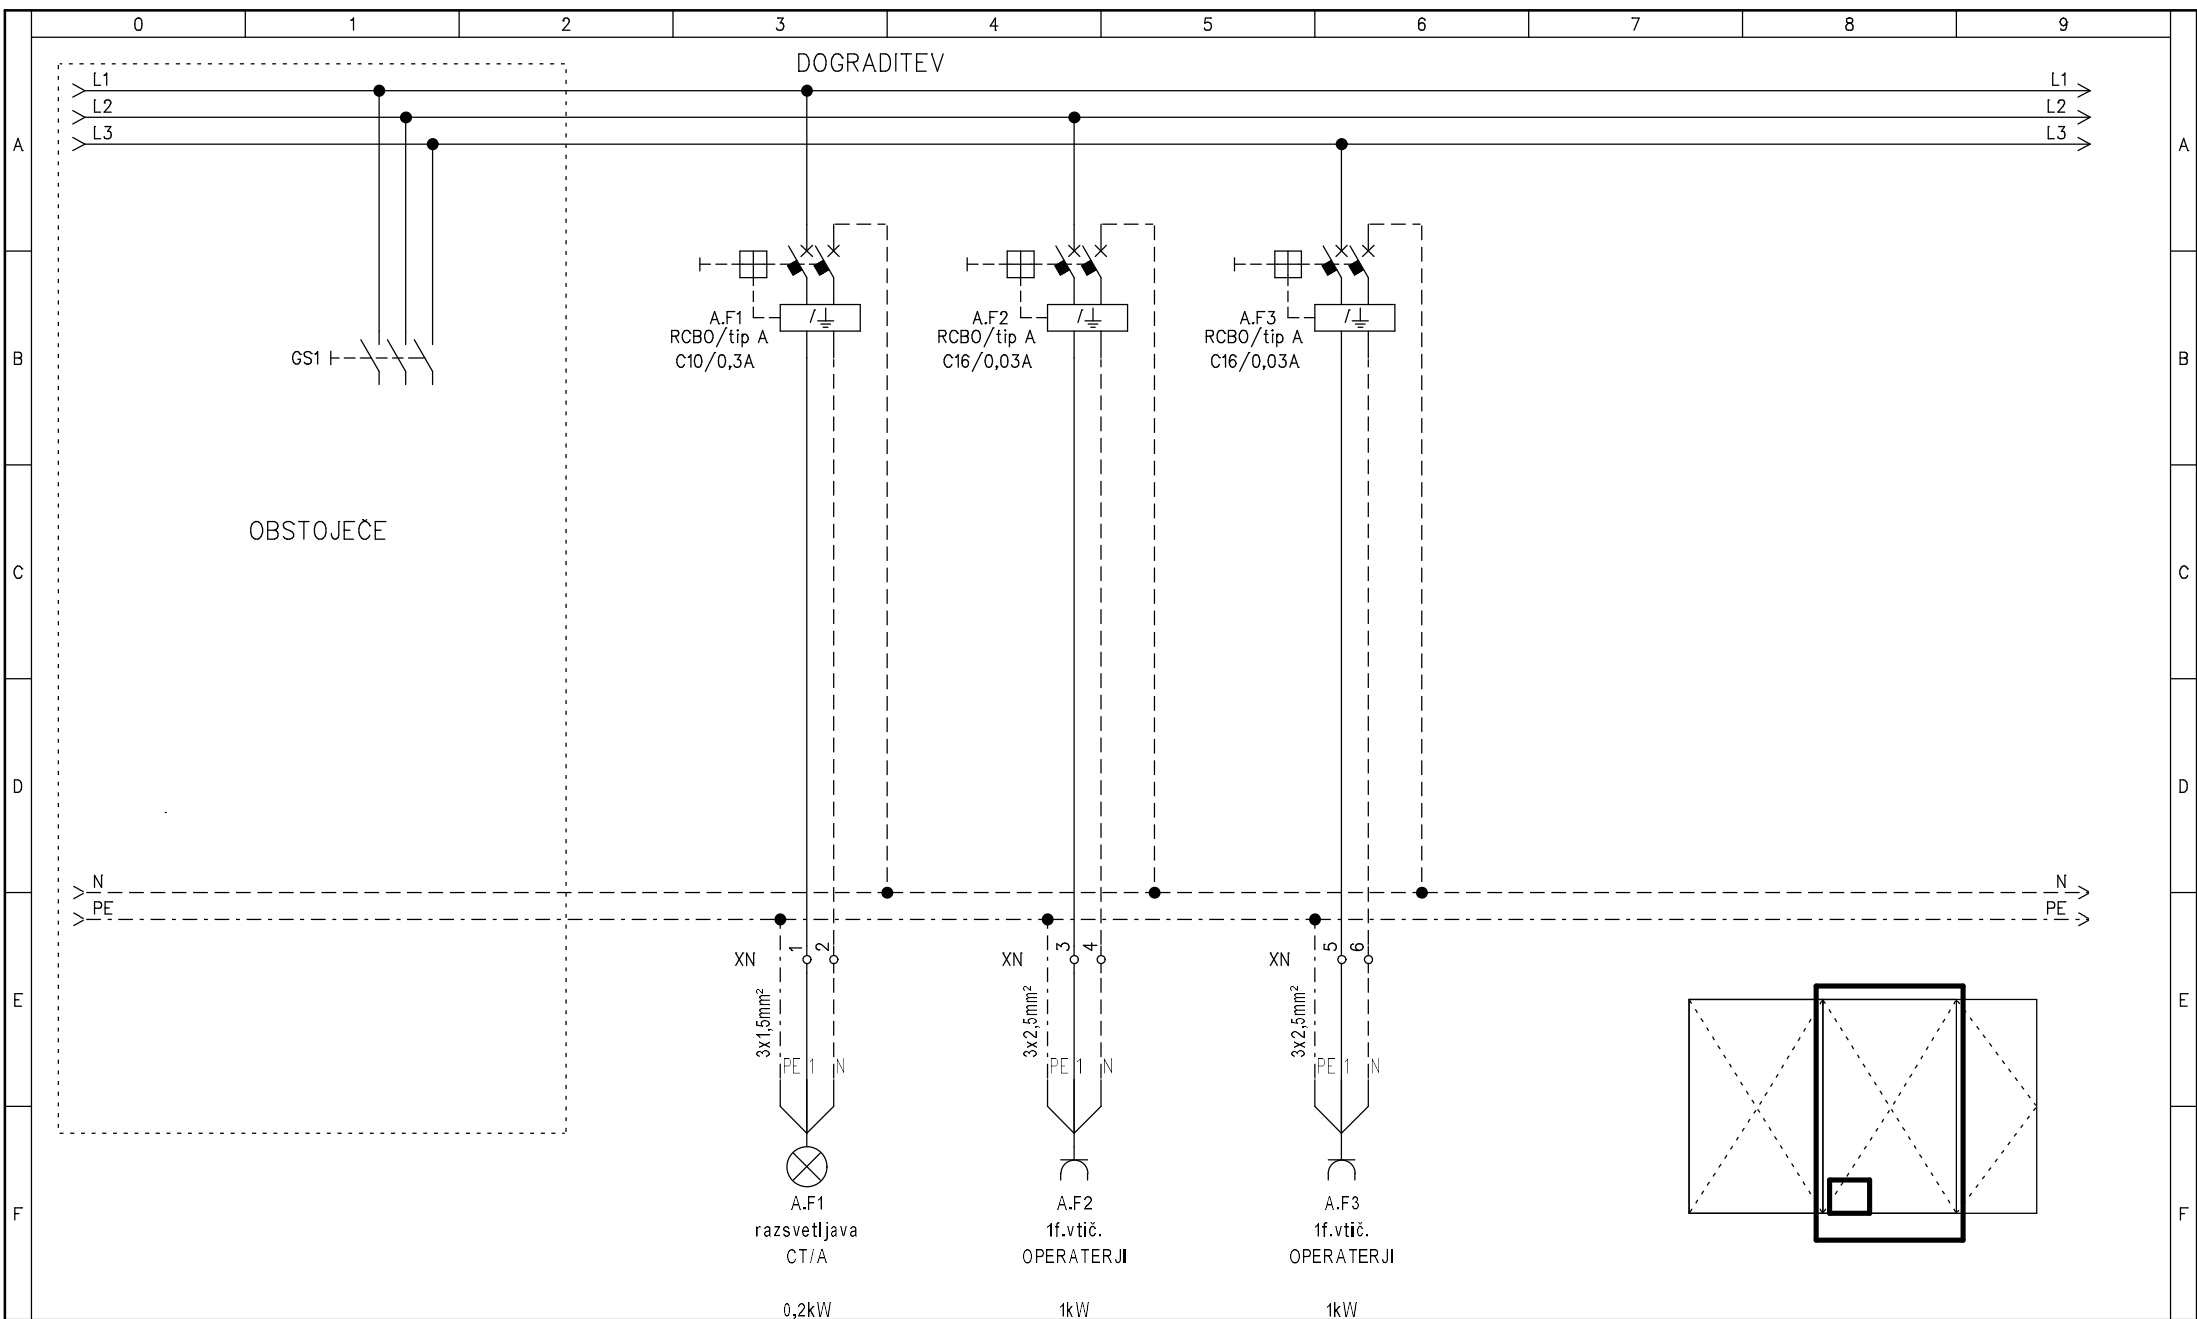 0 1 2 3 4 5 6 7 8 9
DOGRADITEV
L1 L1
L2 L2
L3 L3
A A
A.F1
RCBO/tip A
C10/0,3A
A.F2
RCBO/tip A
C16/0,03A
A.F3
RCBO/tip A
C16/0,03A
B GS1 B
OBSTOJEČE
C C
D D
N N
PE PE
XN 1 2
XN 3 4
XN 5 6
E E
3x1,5mm²
PE 1 N
3x2,5mm²
PE 1 N
3x2,5mm²
PE 1 N
F F
A.F1
razsvetljava
CT/A
0,2kW
A.F2
1f.vtič.
OPERATERJI
1kW
A.F3
1f.vtič.
OPERATERJI
1kW